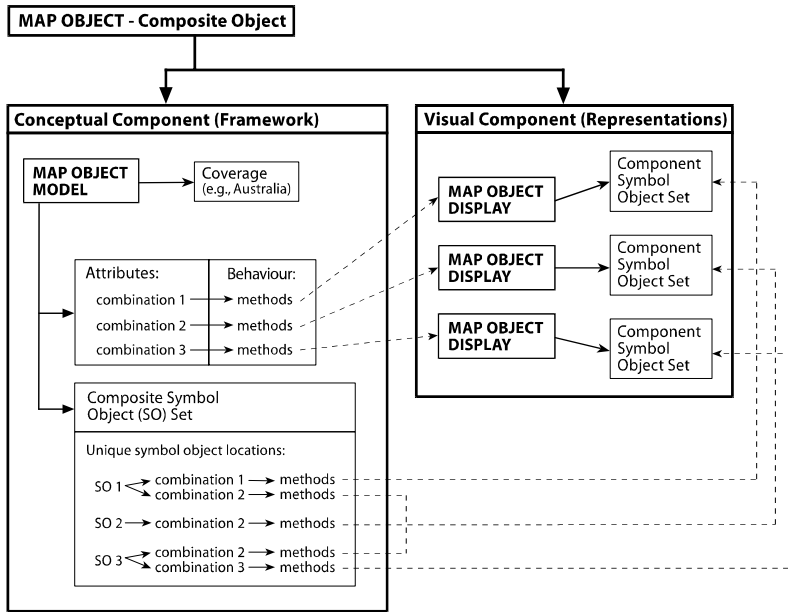 MAP OBJECT - Composite Object
Conceptual Component (Framework)
MAP OBJECT
MODEL
Coverage
(e.g., Australia)
Attributes:
Behaviour:
combination 1
methods
combination 2
methods
combination 3
methods
Composite Symbol
Object (SO) Set
Unique symbol object locations:
SO 1
combination 1
methods
combination 2
methods
SO 2
combination 2
methods
SO 3
combination 2
methods
combination 3
methods
Visual Component (Representations)
MAP OBJECT
DISPLAY
Component
Symbol
Object Set
MAP OBJECT
DISPLAY
Component
Symbol
Object Set
MAP OBJECT
DISPLAY
Component
Symbol
Object Set